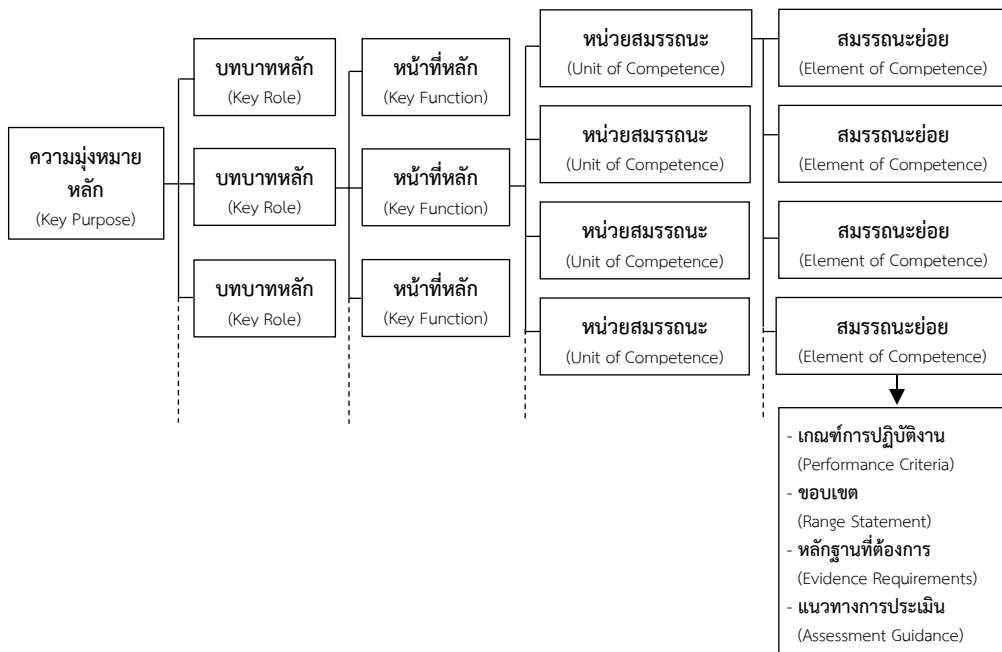 ความมุ่งหมาย
หลัก
(Key Purpose)
บทบาทหลัก
(Key Role)
บทบาทหลัก
(Key Role)
บทบาทหลัก
(Key Role)
หน้าที่หลัก
(Key Function)
หน้าที่หลัก
(Key Function)
หน้าที่หลัก
(Key Function)
หน่วยสมรรถนะ
(Unit of Competence)
หน่วยสมรรถนะ
(Unit of Competence)
หน่วยสมรรถนะ
(Unit of Competence)
หน่วยสมรรถนะ
(Unit of Competence)
สมรรถนะย่อย
(Element of Competence)
สมรรถนะย่อย
(Element of Competence)
สมรรถนะย่อย
(Element of Competence)
สมรรถนะย่อย
(Element of Competence)
- เกณฑ์การปฏิบัติงาน
(Performance Criteria)
- ขอบเขต
(Range Statement)
- หลักฐานที่ต้องการ
(Evidence Requirements)
- แนวทางการประเมิน
(Assessment Guidance)